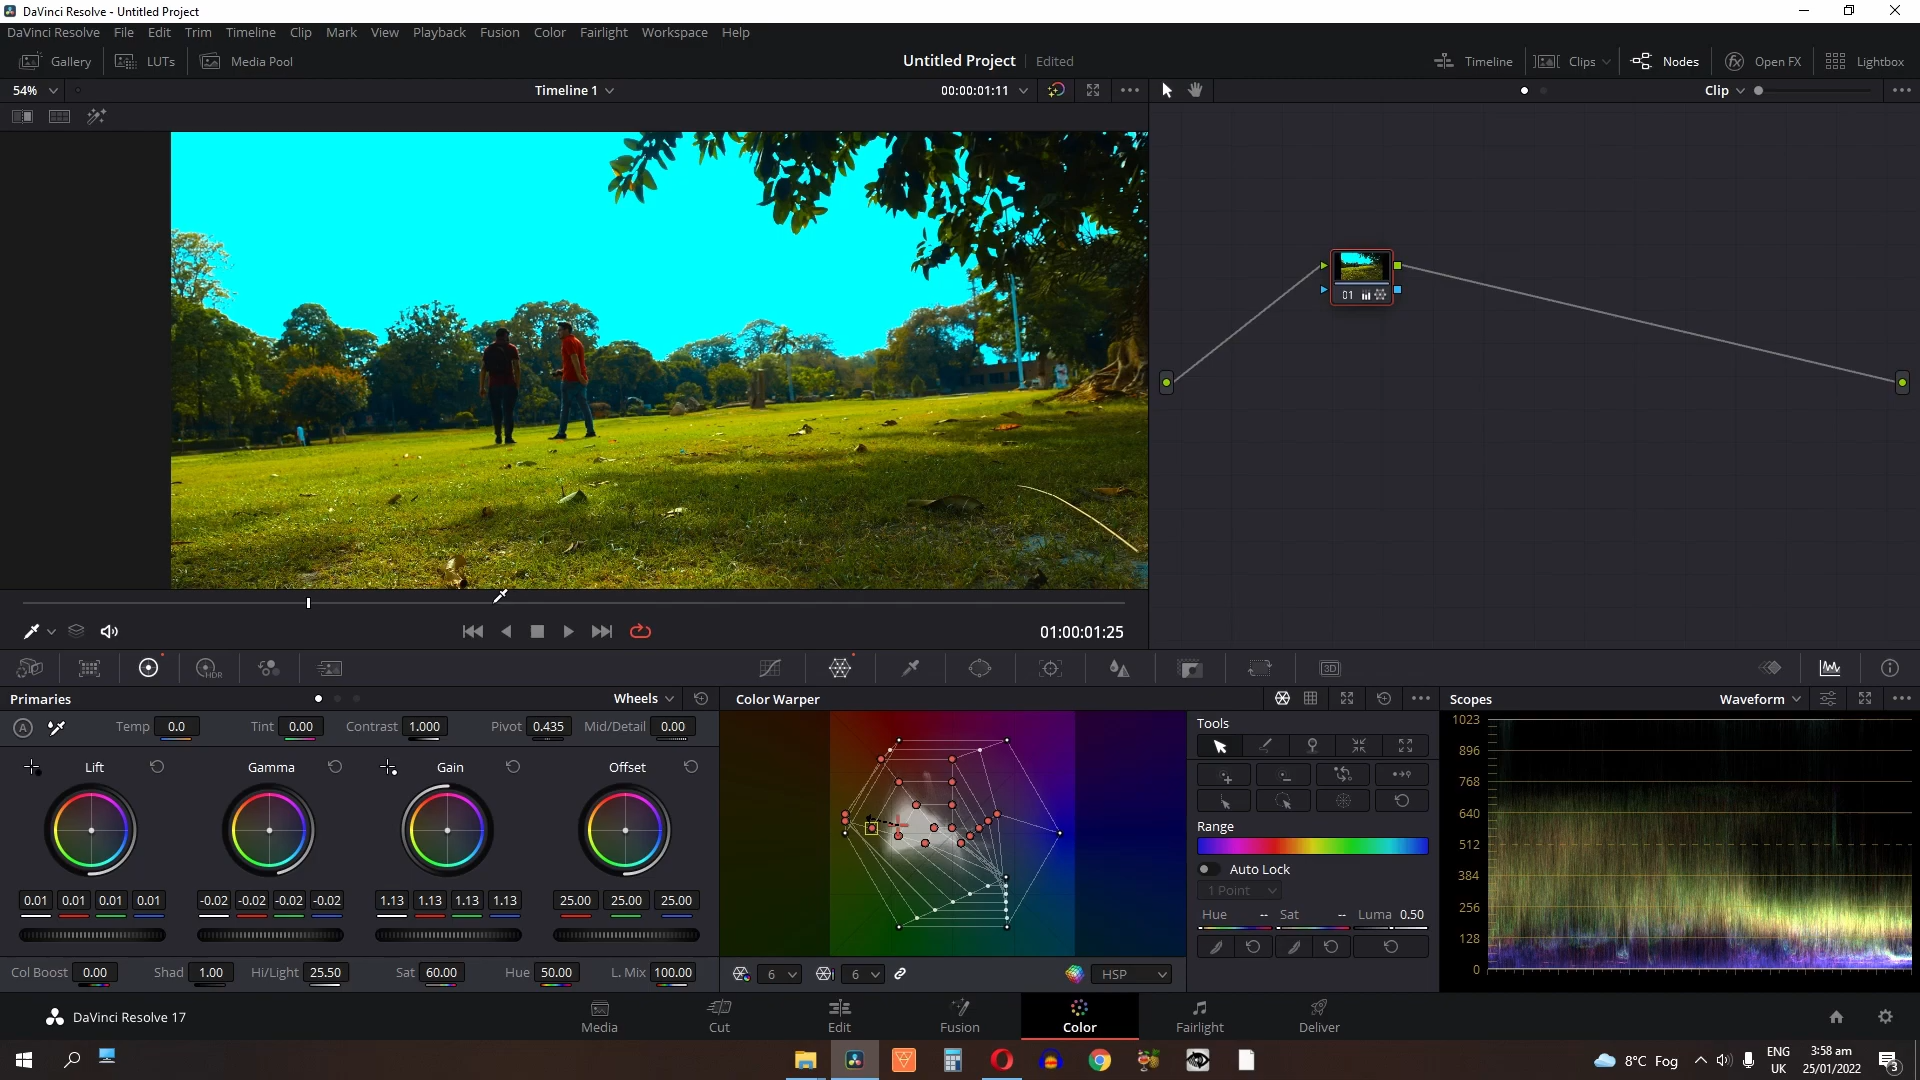 DaVinci Resolve - Untitled Project
DaVinci Resolve File Edit Trim Timeline Clip Mark View Playback Fusion Color Fairlight Workspace Help
Gallery LUTs Media Pool Untitled Project Edited Timeline Clips Nodes Open FX Lightbox
54% Timeline 1 00:00:01:11 Clip
01
01:00:01:25
HDR 3D
Primaries Wheels Color Warper Scopes Waveform
A Temp 0.0 Tint 0.00 Contrast 1.000 Pivot 0.435 Mid/Detail 0.00
Lift Gamma Gain Offset
0.01 0.01 0.01 0.01 -0.02 -0.02 -0.02 -0.02 1.13 1.13 1.13 1.13 25.00 25.00 25.00
Col Boost 0.00 Shad 1.00 Hi/Light 25.50 Sat 60.00 Hue 50.00 L. Mix 100.00
6 6 HSP
Tools
Range
Auto Lock
1 Point
Hue -- Sat -- Luma 0.50
1023
896
768
640
512
384
256
128
0
DaVinci Resolve 17 Media Cut Edit Fusion Color Fairlight Deliver
8°C Fog ENG UK 3:58 am 25/01/2022 3